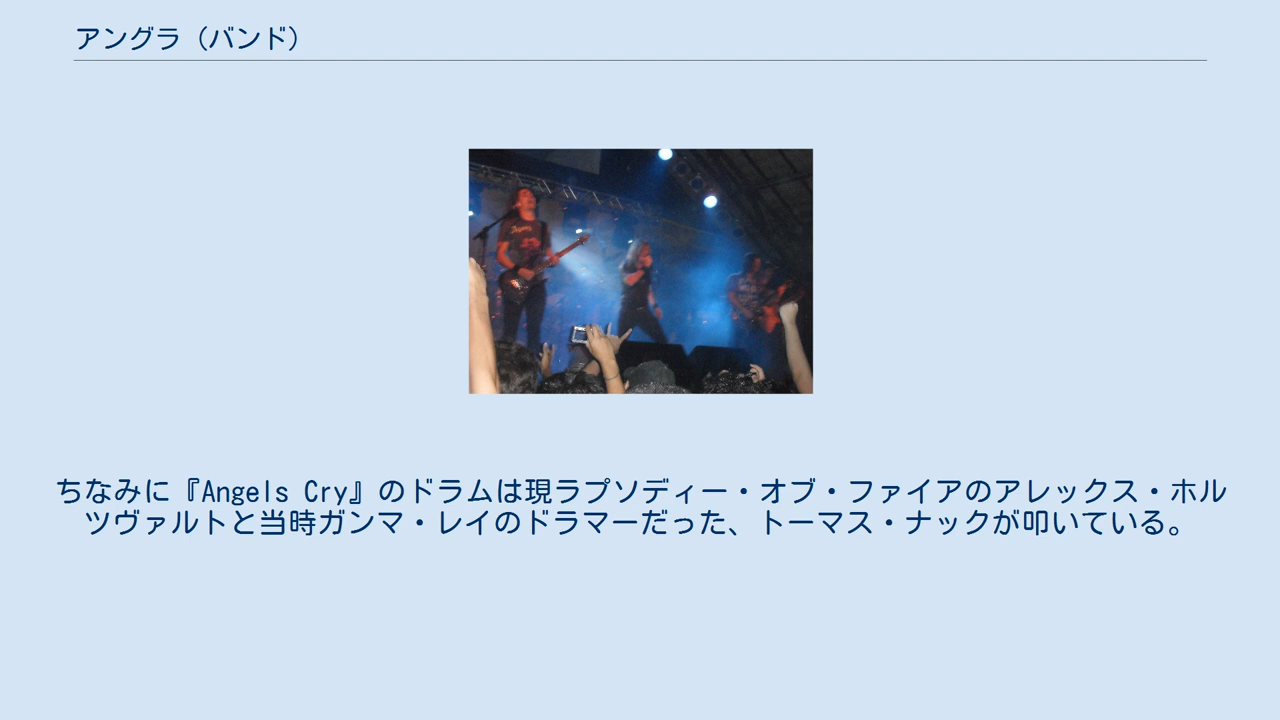 アングラ（バンド）
ちなみに『Angels Cry』のドラムは現ラプソディー・オブ・ファイアのアレックス・ホル
ツヴァルトと当時ガンマ・レイのドラマーだった、トーマス・ナックが叩いている。